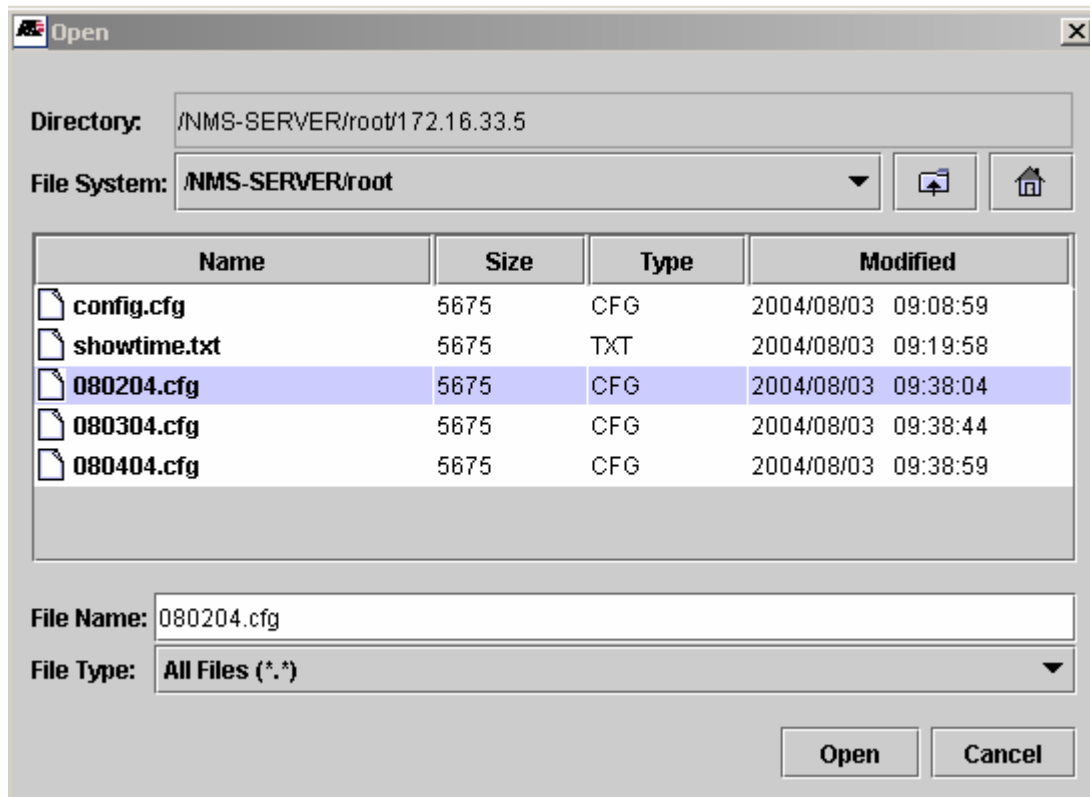 Open
Directory: /NMS-SERVER/root/172.16.33.5
File System: /NMS-SERVER/root
Name Size Type Modified
config.cfg 5675 CFG 2004/08/03 09:08:59
showtime.txt 5675 TXT 2004/08/03 09:19:58
080204.cfg 5675 CFG 2004/08/03 09:38:04
080304.cfg 5675 CFG 2004/08/03 09:38:44
080404.cfg 5675 CFG 2004/08/03 09:38:59
File Name: 080204.cfg
File Type: All Files (*.*)
Open Cancel